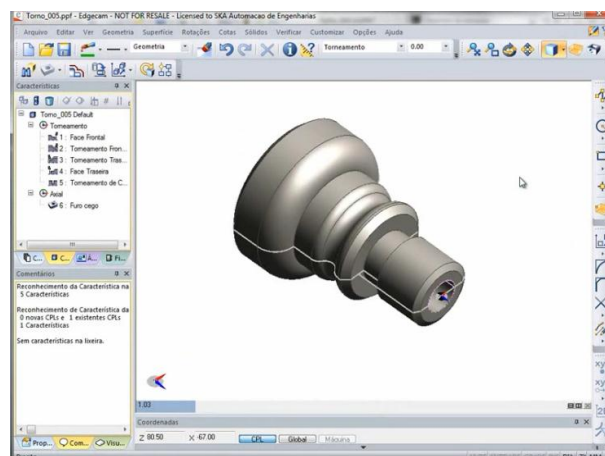 Torno_005.ppf - Edgecam - NOT FOR RESALE - Licensed to SKA Automacao de Engenharias
Arquivo Editar Ver Geometria Superfície Rotações Cotas Sólidos Verificar Customizar Opções Ajuda
Geometria Torneamento 0.00
Características
Torno_005 Default
Torneamento
1 : Face Frontal
2 : Torneamento Fron...
3 : Torneamento Tras...
4 : Face Traseira
5 : Torneamento de C...
Axial
6 : Furo cego
C... C... A... Fi...
Comentários
Reconhecimento da Característica na
5 Características
Reconhecimento de Característica da
0 novas CPLs e 1 existentes CPLs
1 Características
Sem características na lixeira.
1.03
Coordenadas
Prop... Com... Visu...
Z 80.50 X -67.00 CPL Global Máquina